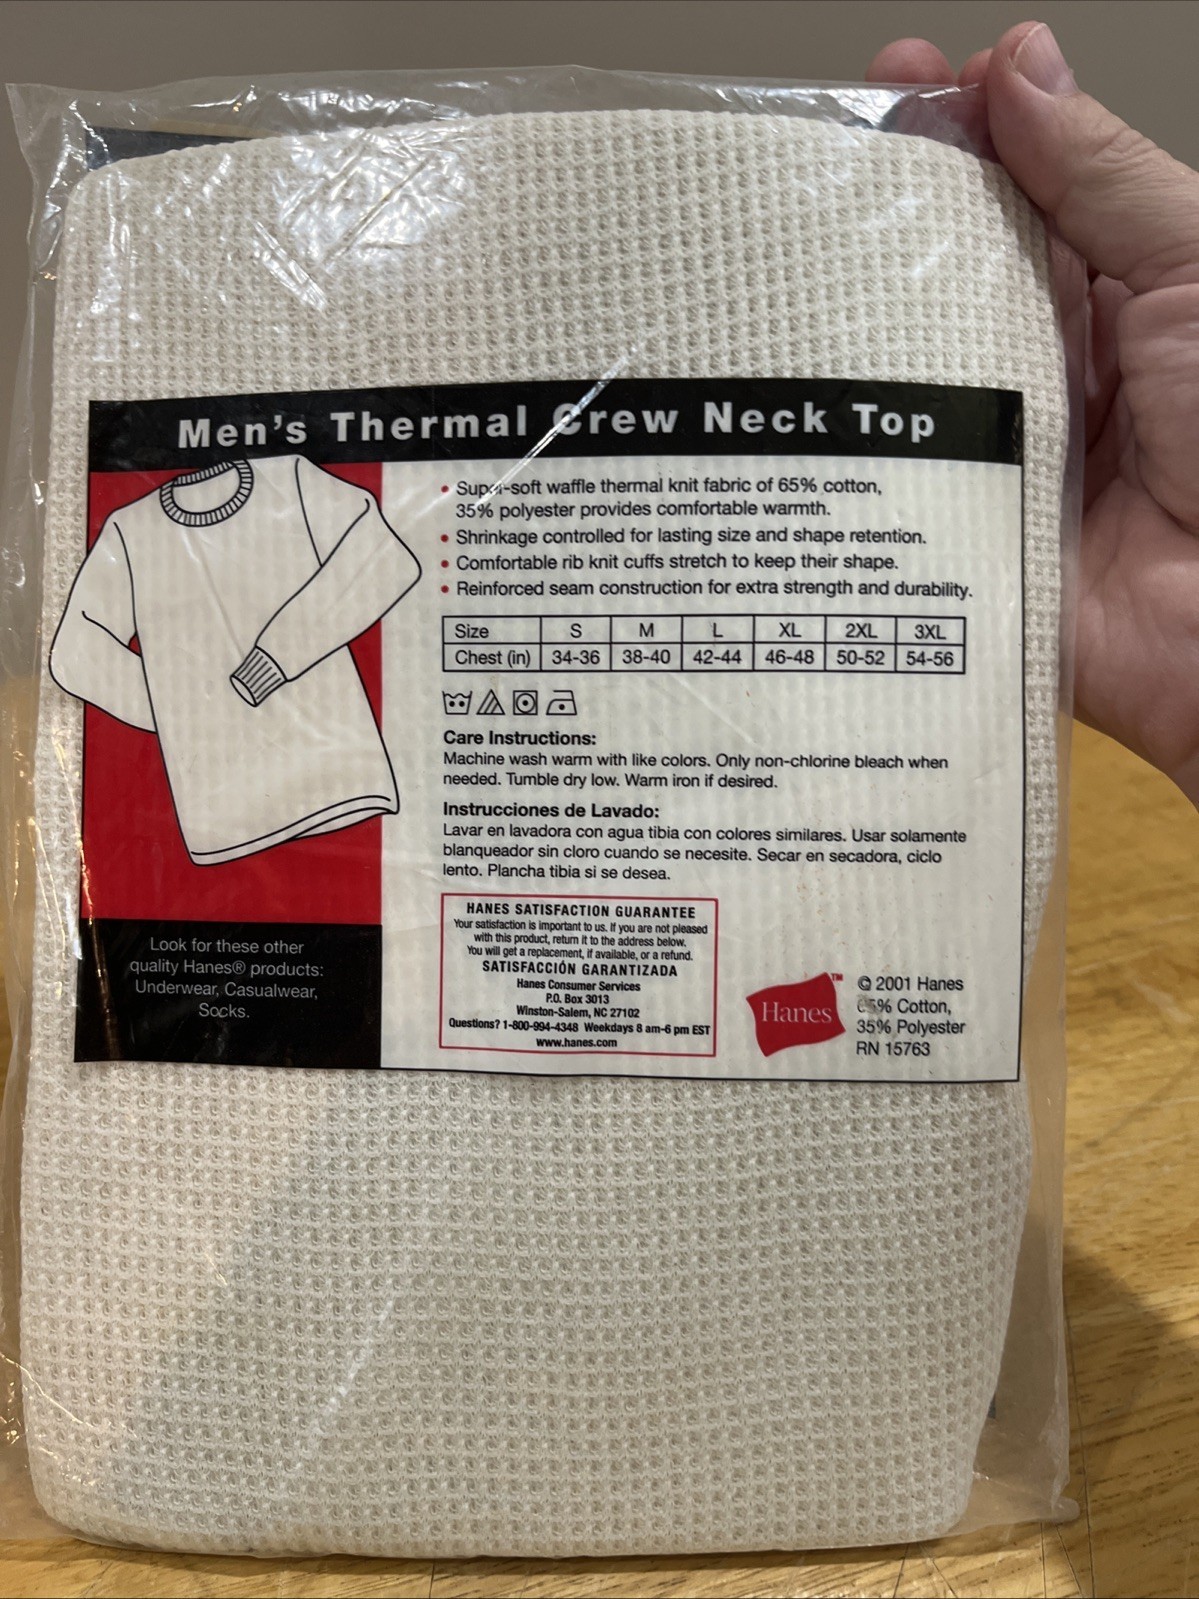 Men's Thermal Crew Neck Top
• Super-soft waffle thermal knit fabric of 65% cotton,
35% polyester provides comfortable warmth.
• Shrinkage controlled for lasting size and shape retention.
• Comfortable rib knit cuffs stretch to keep their shape.
• Reinforced seam construction for extra strength and durability.
Size S M L XL 2XL 3XL
Chest (in) 34-36 38-40 42-44 46-48 50-52 54-56
Care Instructions:
Machine wash warm with like colors. Only non-chlorine bleach when
needed. Tumble dry low. Warm iron if desired.
Instrucciones de Lavado:
Lavar en lavadora con agua tibia con colores similares. Usar solamente
blanqueador sin cloro cuando se necesite. Secar en secadora, ciclo
lento. Plancha tibia si se desea.
Look for these other
quality Hanes® products:
Underwear, Casualwear,
Socks.
HANES SATISFACTION GUARANTEE
Your satisfaction is important to us. If you are not pleased
with this product, return it to the address below.
You will get a replacement, if available, or a refund.
SATISFACCIÓN GARANTIZADA
Hanes Consumer Services
P.O. Box 3013
Winston-Salem, NC 27102
Questions? 1-800-994-4348 Weekdays 8 am-6 pm EST
www.hanes.com
Hanes™
© 2001 Hanes
65% Cotton,
35% Polyester
RN 15763